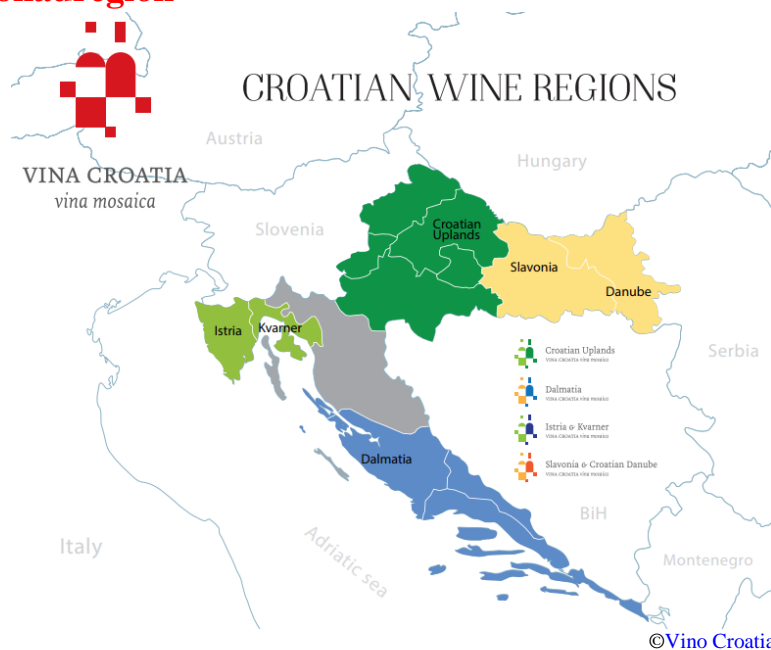 CROATIAN WINE REGIONS
VINA CROATIA
vina mosaica
Austria
Hungary
Slovenia
Croatian
Uplands
Slavonia
Danube
Istria
Kvarner
Serbia
Croatian Uplands
VINA CROATIA vina mosaica
Dalmatia
VINA CROATIA vina mosaica
Istria & Kvarner
VINA CROATIA vina mosaica
Slavonia & Croatian Danube
VINA CROATIA vina mosaica
Dalmatia
BiH
Italy
Adriatic sea
Montenegro
©Vino Croatia